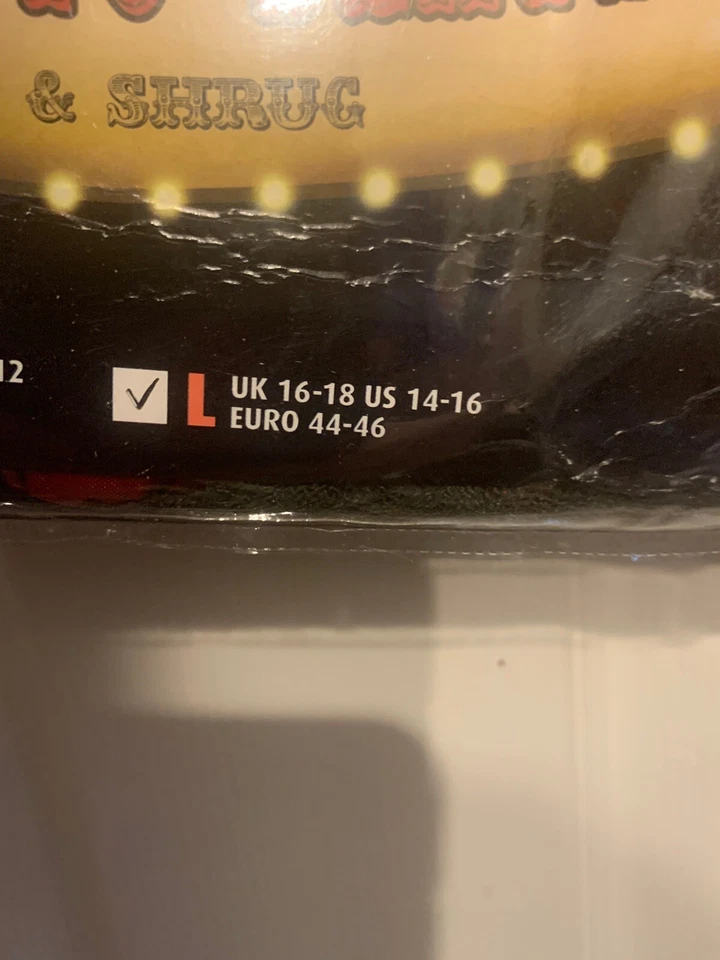 & SHRUG
12
L UK 16-18 US 14-16
EURO 44-46